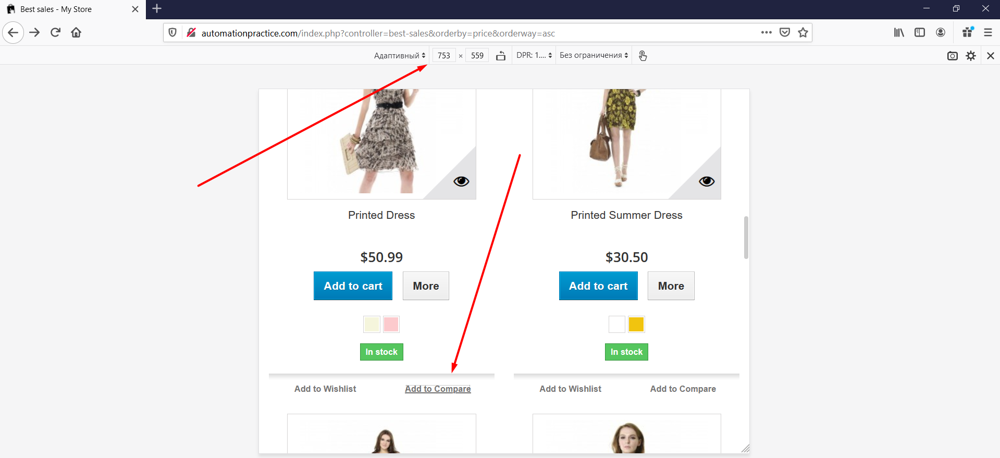 Best sales - My Store
automationpractice.com/index.php?controller=best-sales&orderby=price&orderway=asc
Адаптивный 753 × 559 DPR: 1.... Без ограничения
Printed Dress
Printed Summer Dress
$50.99
$30.50
Add to cart More
Add to cart More
In stock
In stock
Add to Wishlist Add to Compare
Add to Wishlist Add to Compare